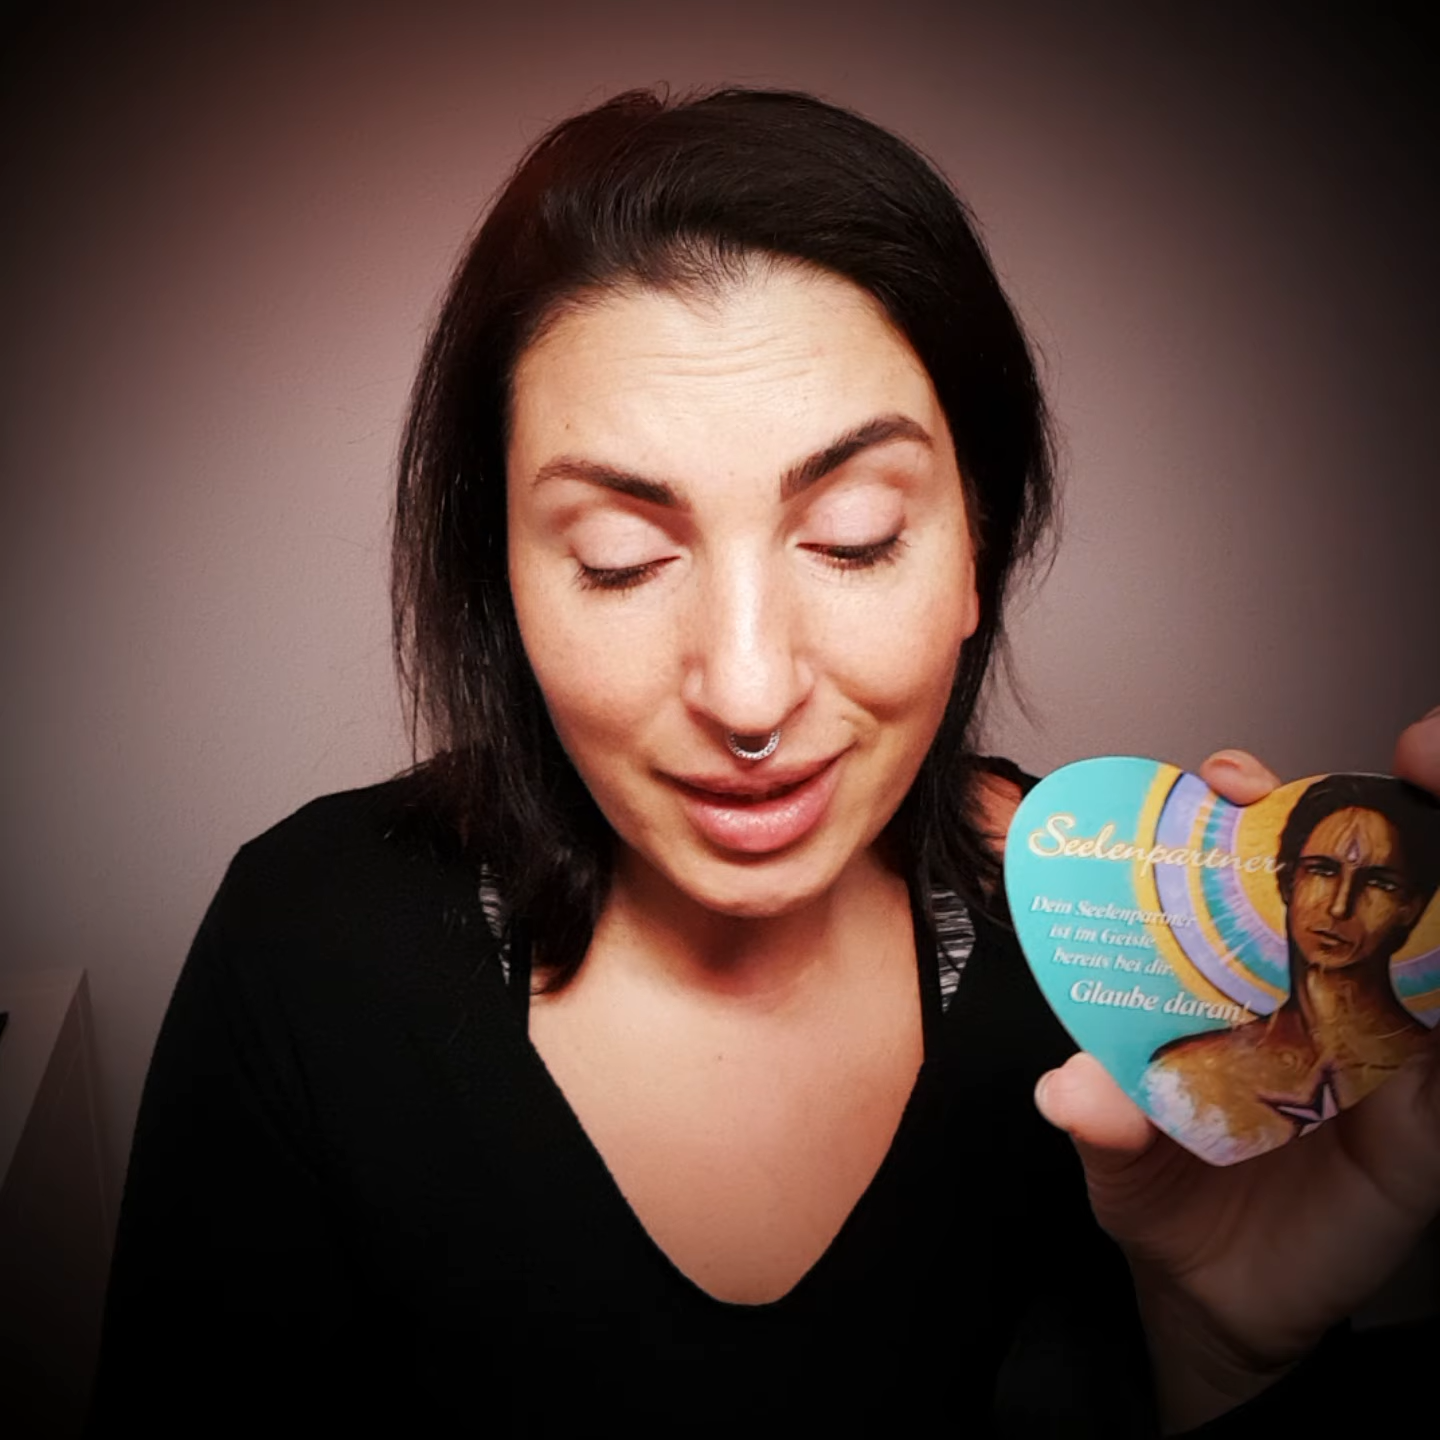 Seelenpartner
Dein Seelenpartner
ist im Geiste
bereits bei dir.
Glaube daran!